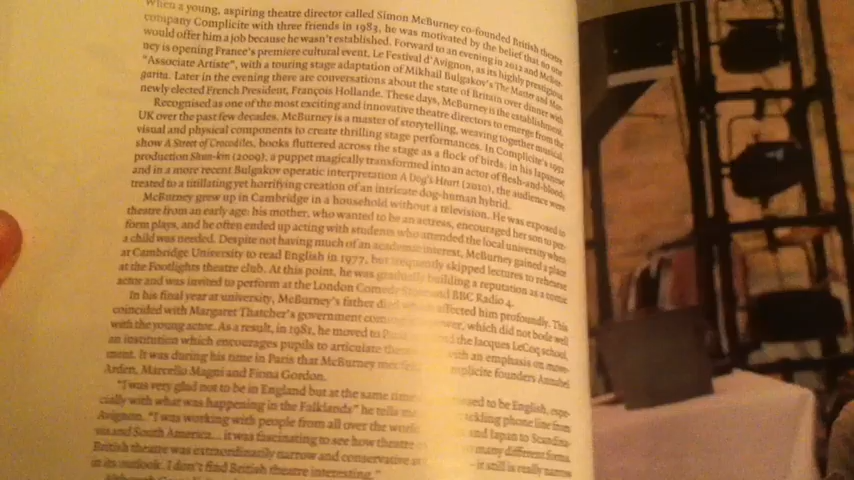 When a young, aspiring theatre director called Simon McBurney co-founded British theatre
company Complicite with three friends in 1983, he was motivated by the belief that no one
would offer him a job because he wasn't established. Forward to an evening in 2012 and McBur-
ney is opening France's premiere cultural event, Le Festival d'Avignon, as its highly prestigious
"Associate Artiste", with a touring stage adaptation of Mikhail Bulgakov's The Master and Mar-
garita. Later in the evening there are conversations about the state of Britain over dinner with
newly elected French President, François Hollande. These days, McBurney is the establishment.
Recognised as one of the most exciting and innovative theatre directors to emerge from the
UK over the past few decades. McBurney is a master of storytelling, weaving together musical,
visual and physical components to create thrilling stage performances. In Complicite's 1992
show A Street of Crocodiles, books fluttered across the stage as a flock of birds; in his Japanese
production Shun-kin (2009), a puppet magically transformed into an actor of flesh-and-blood;
and in a more recent Bulgakov operatic interpretation A Dog's Heart (2010), the audience were
treated to a titillating yet horrifying creation of an intricate dog-human hybrid.
McBurney grew up in Cambridge in a household without a television. He was exposed to
theatre from an early age: his mother, who wanted to be an actress, encouraged her son to per-
form plays, and he often ended up acting with students who attended the local university when
a child was needed. Despite not having much of an academic interest, McBurney gained a place
at Cambridge University to read English in 1977, but frequently skipped lectures to rehearse
at the Footlights theatre club. At this point, he was gradually building a reputation as a comic
actor and was invited to perform at the London Comedy and BBC Radio 4.
In his final year at university, McBurney's father died affected him profoundly. This
coincided with Margaret Thatcher's government which did not bode well
with the young actor. As a result, in 1981, he moved to Paris the Jacques LeCoq school,
an institution which encourages pupils to articulate with an emphasis on move-
ment. It was during his time in Paris that McBurney met Complicite founders Annabel
Arden, Marcello Magni and Fiona Gordon.
"I was very glad not to be in England but at the same time to be English, espe-
cially with what was happening in the Falklands" he tells me crackling phone line from
Avignon. "I was working with people from all over the world and Japan to Scandina-
via and South America... it was fascinating to see how theatre many different forms.
British theatre was extraordinarily narrow and conservative – it still is really narrow
in its outlook. I don't find British theatre interesting."